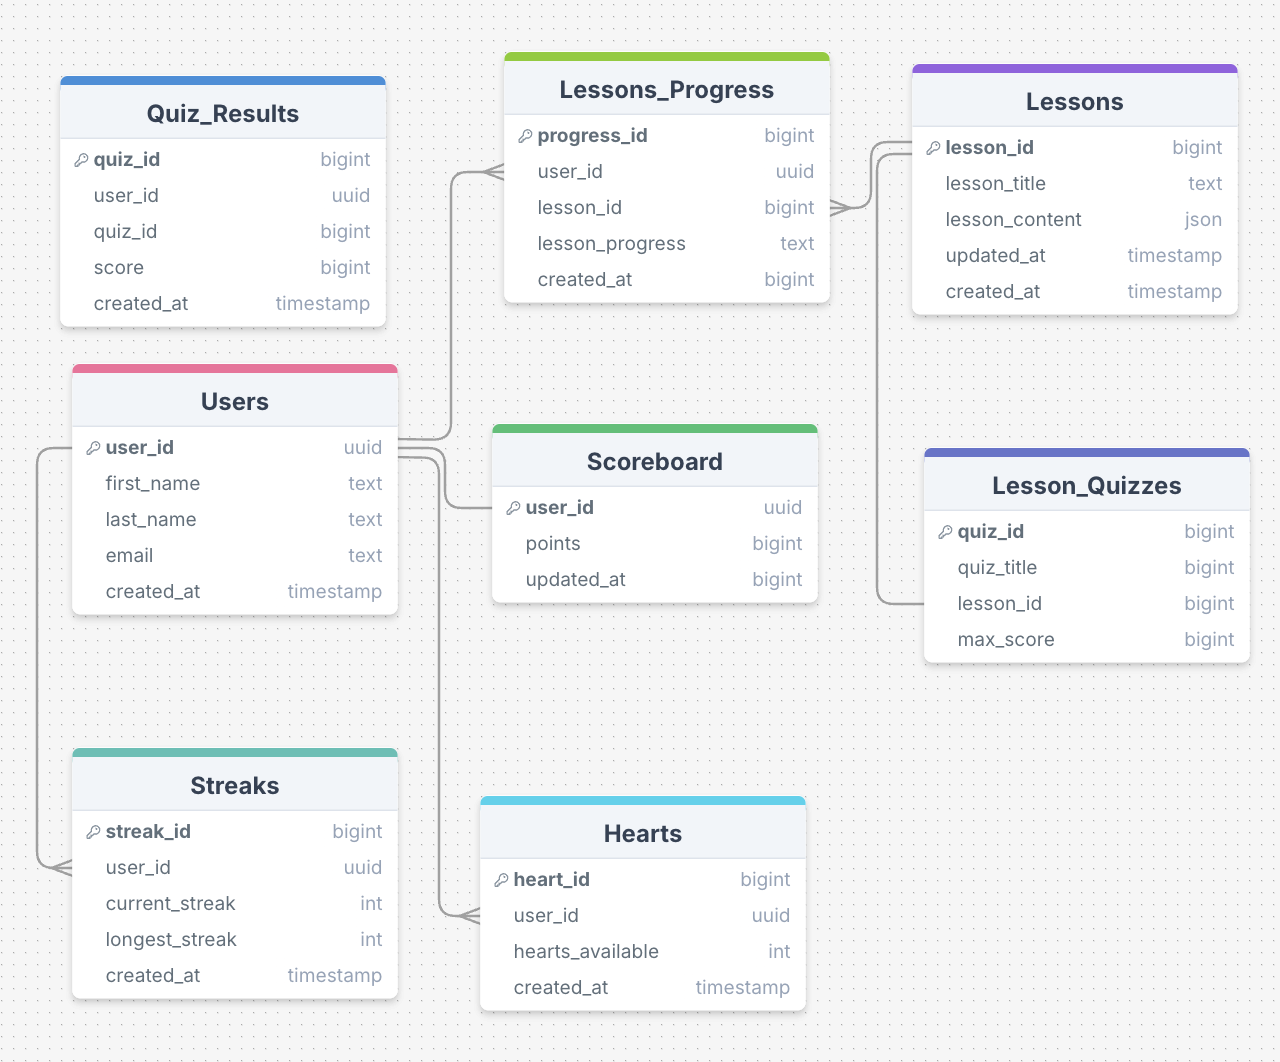 Quiz_Results
quiz_id bigint
user_id uuid
quiz_id bigint
score bigint
created_at timestamp
Lessons_Progress
progress_id bigint
user_id uuid
lesson_id bigint
lesson_progress text
created_at bigint
Lessons
lesson_id bigint
lesson_title text
lesson_content json
updated_at timestamp
created_at timestamp
Users
user_id uuid
first_name text
last_name text
email text
created_at timestamp
Scoreboard
user_id uuid
points bigint
updated_at bigint
Lesson_Quizzes
quiz_id bigint
quiz_title bigint
lesson_id bigint
max_score bigint
Streaks
streak_id bigint
user_id uuid
current_streak int
longest_streak int
created_at timestamp
Hearts
heart_id bigint
user_id uuid
hearts_available int
created_at timestamp